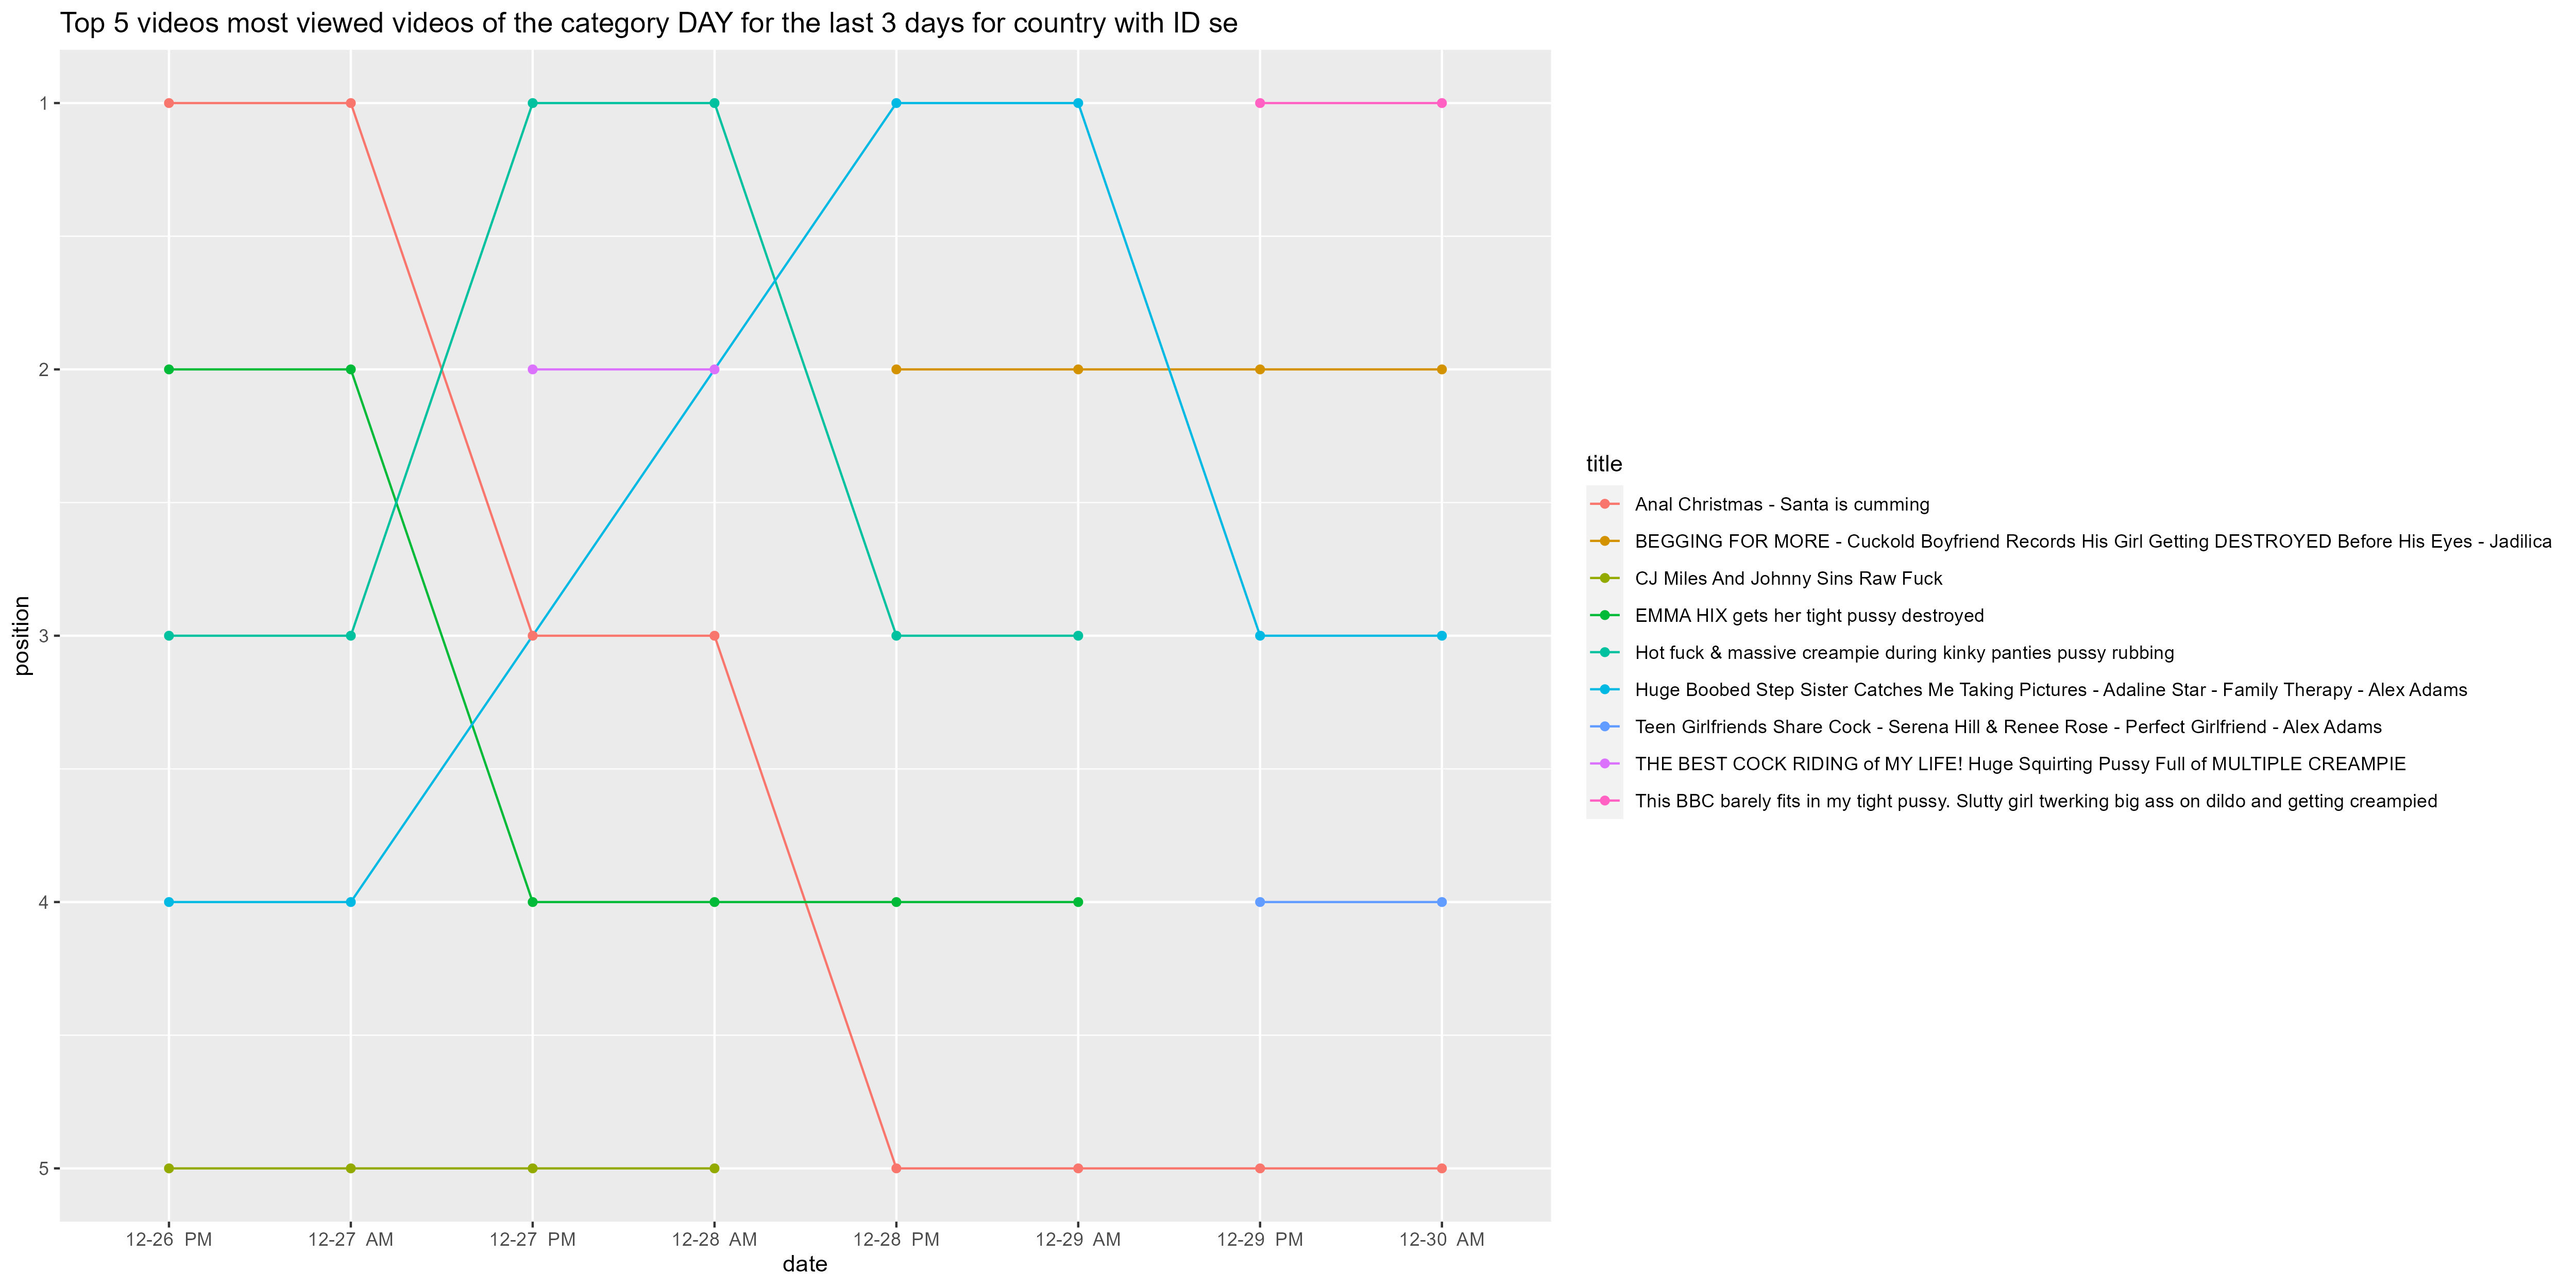 Top 5 videos most viewed videos of the category DAY for the last 3 days for country with ID se
position
1
2
3
4
5
12-26 PM
12-27 AM
12-27 PM
12-28 AM
12-28 PM
12-29 AM
12-29 PM
12-30 AM
date
title
Anal Christmas - Santa is cumming
BEGGING FOR MORE - Cuckold Boyfriend Records His Girl Getting DESTROYED Before His Eyes - Jadilica
CJ Miles And Johnny Sins Raw Fuck
EMMA HIX gets her tight pussy destroyed
Hot fuck & massive creampie during kinky panties pussy rubbing
Huge Boobed Step Sister Catches Me Taking Pictures - Adaline Star - Family Therapy - Alex Adams
Teen Girlfriends Share Cock - Serena Hill & Renee Rose - Perfect Girlfriend - Alex Adams
THE BEST COCK RIDING of MY LIFE! Huge Squirting Pussy Full of MULTIPLE CREAMPIE
This BBC barely fits in my tight pussy. Slutty girl twerking big ass on dildo and getting creampied